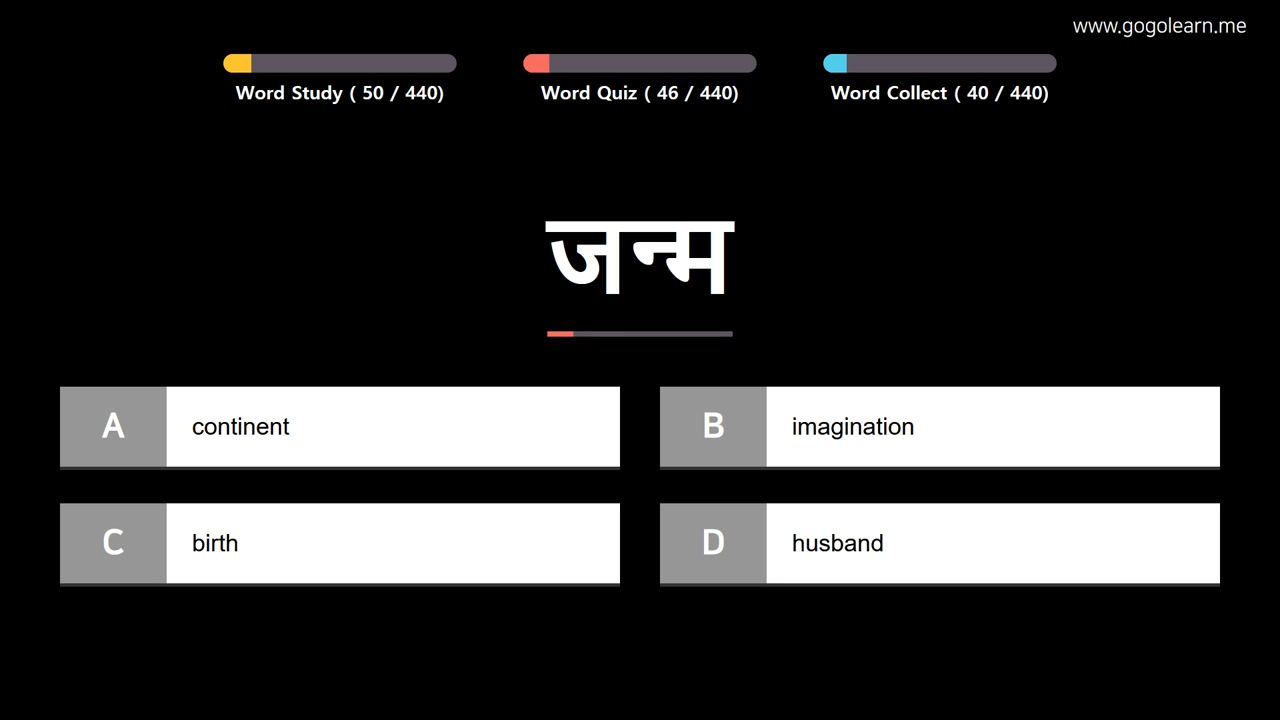 www.gogolearn.me
Word Study ( 50 / 440)
Word Quiz ( 46 / 440)
Word Collect ( 40 / 440)
जन्म
A continent
B imagination
C birth
D husband